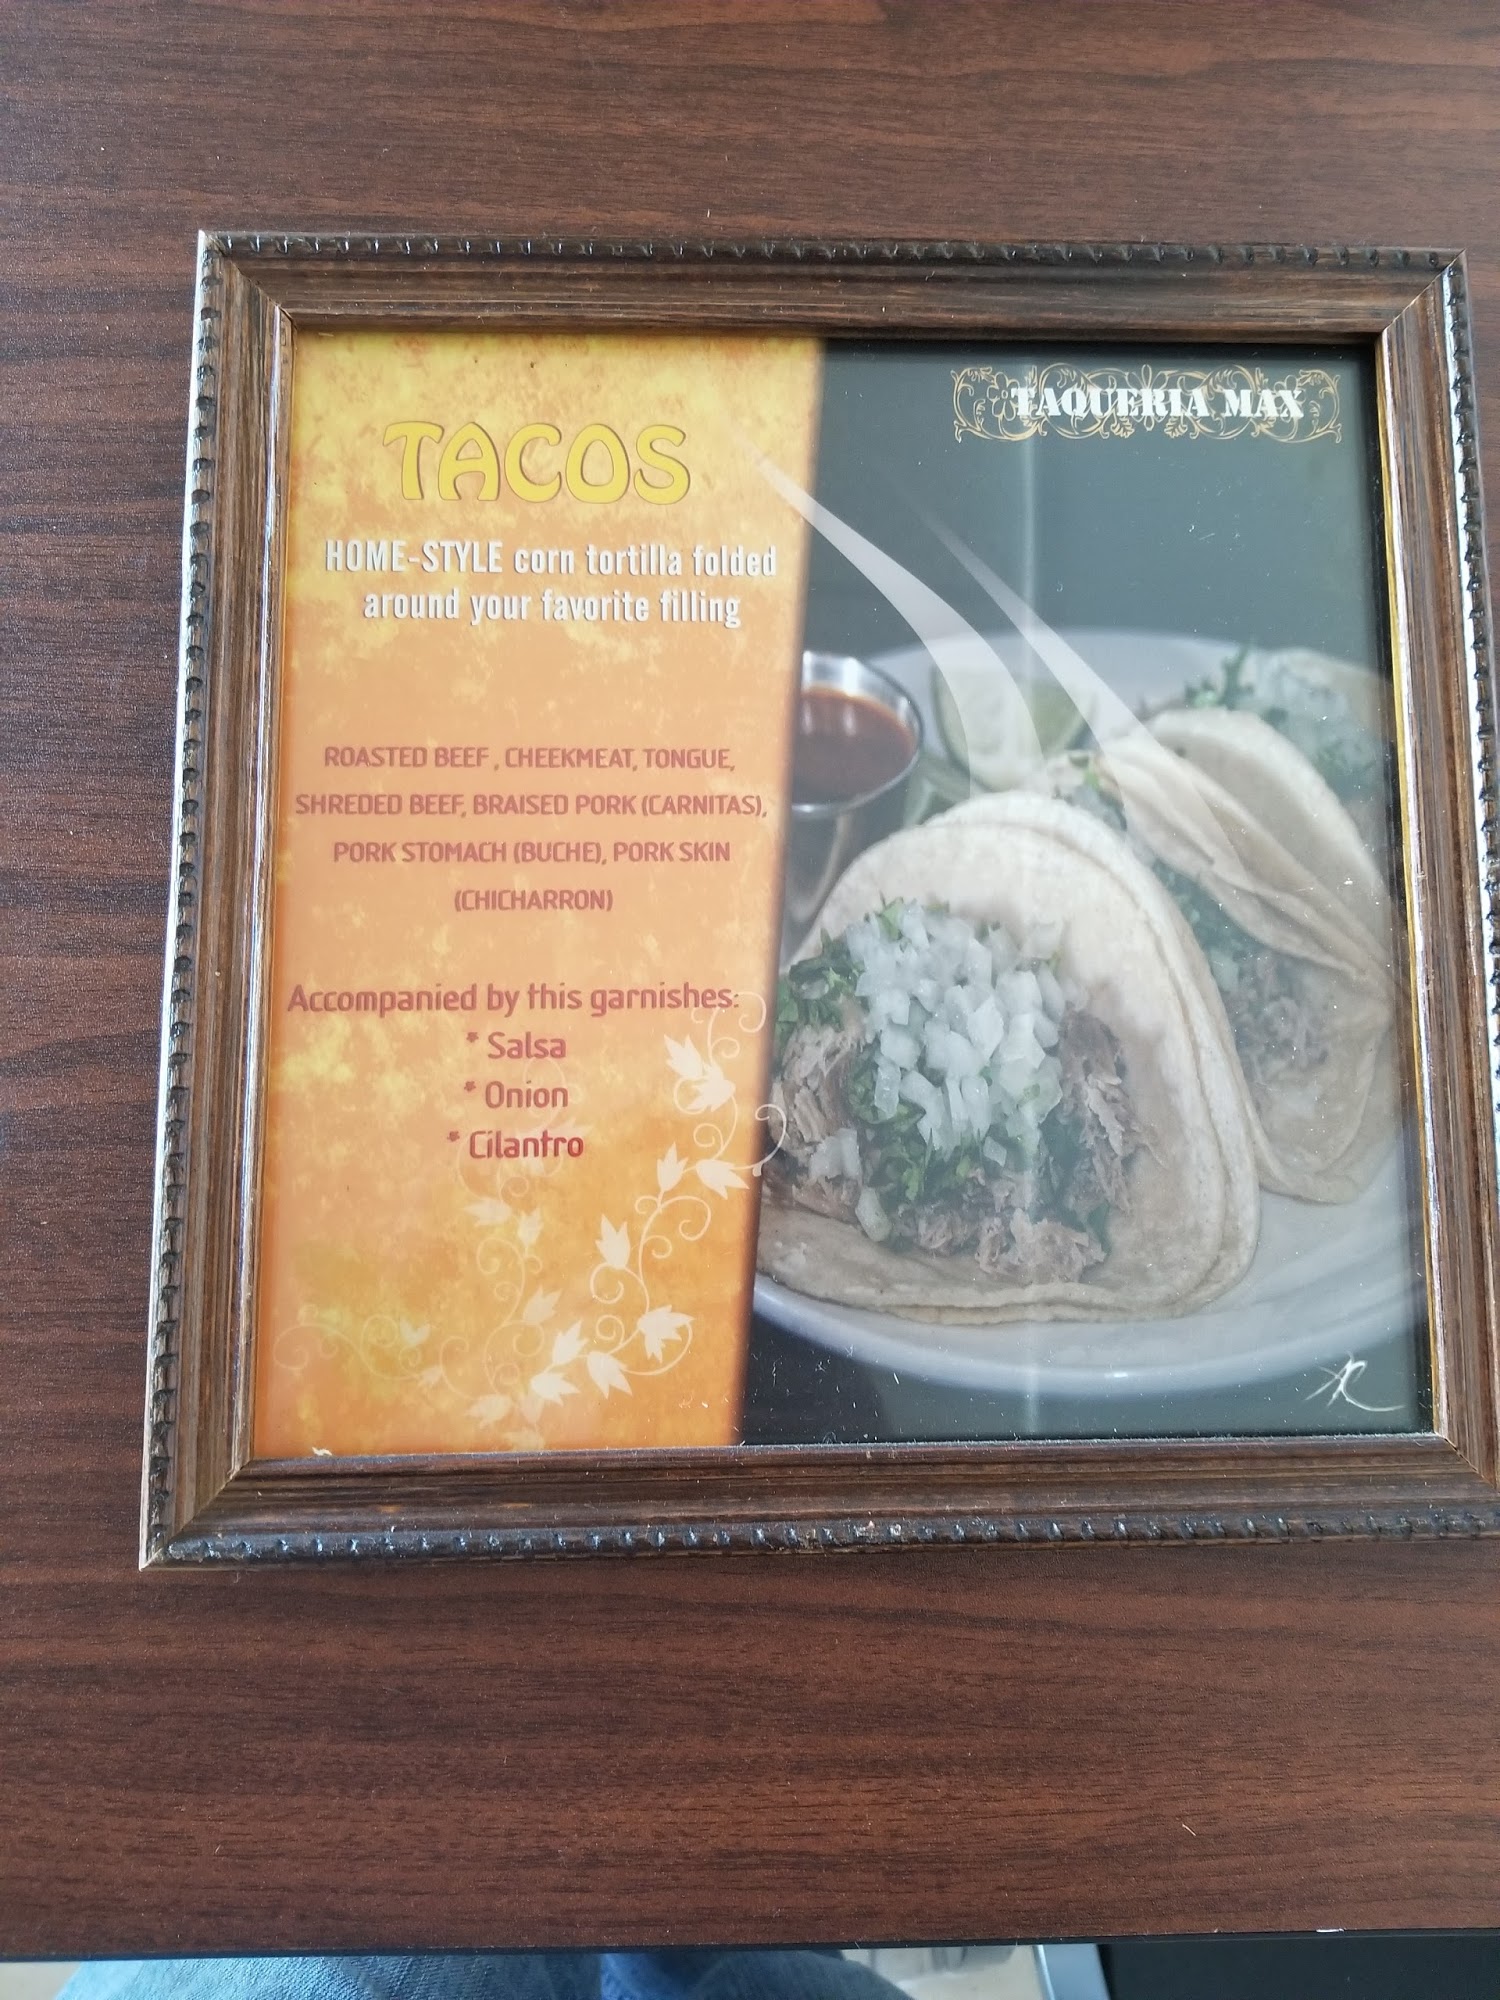 TACOS
HOME-STYLE corn tortilla folded
around your favorite filling
ROASTED BEEF , CHEEKMEAT, TONGUE,
SHREDED BEEF, BRAISED PORK (CARNITAS),
PORK STOMACH (BUCHE), PORK SKIN
(CHICHARRON)
Accompanied by this garnishes:
* Salsa
* Onion
* Cilantro
TAQUERIA MAX